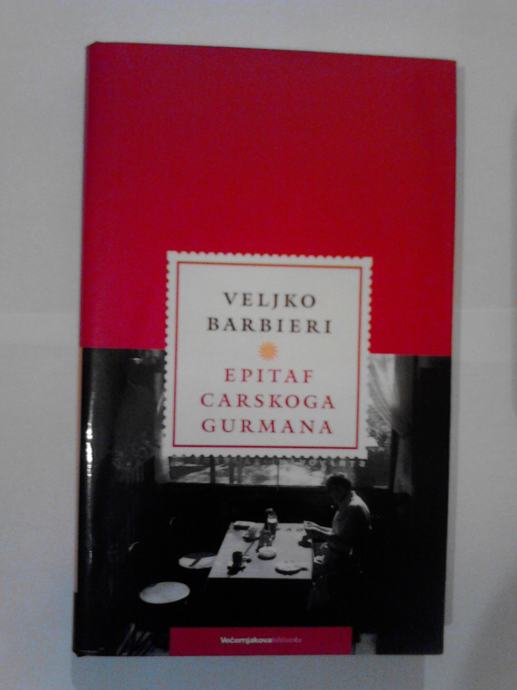 VELJKO
BARBIERI
EPITAF
CARSKOGA
GURMANA
Večernjakova